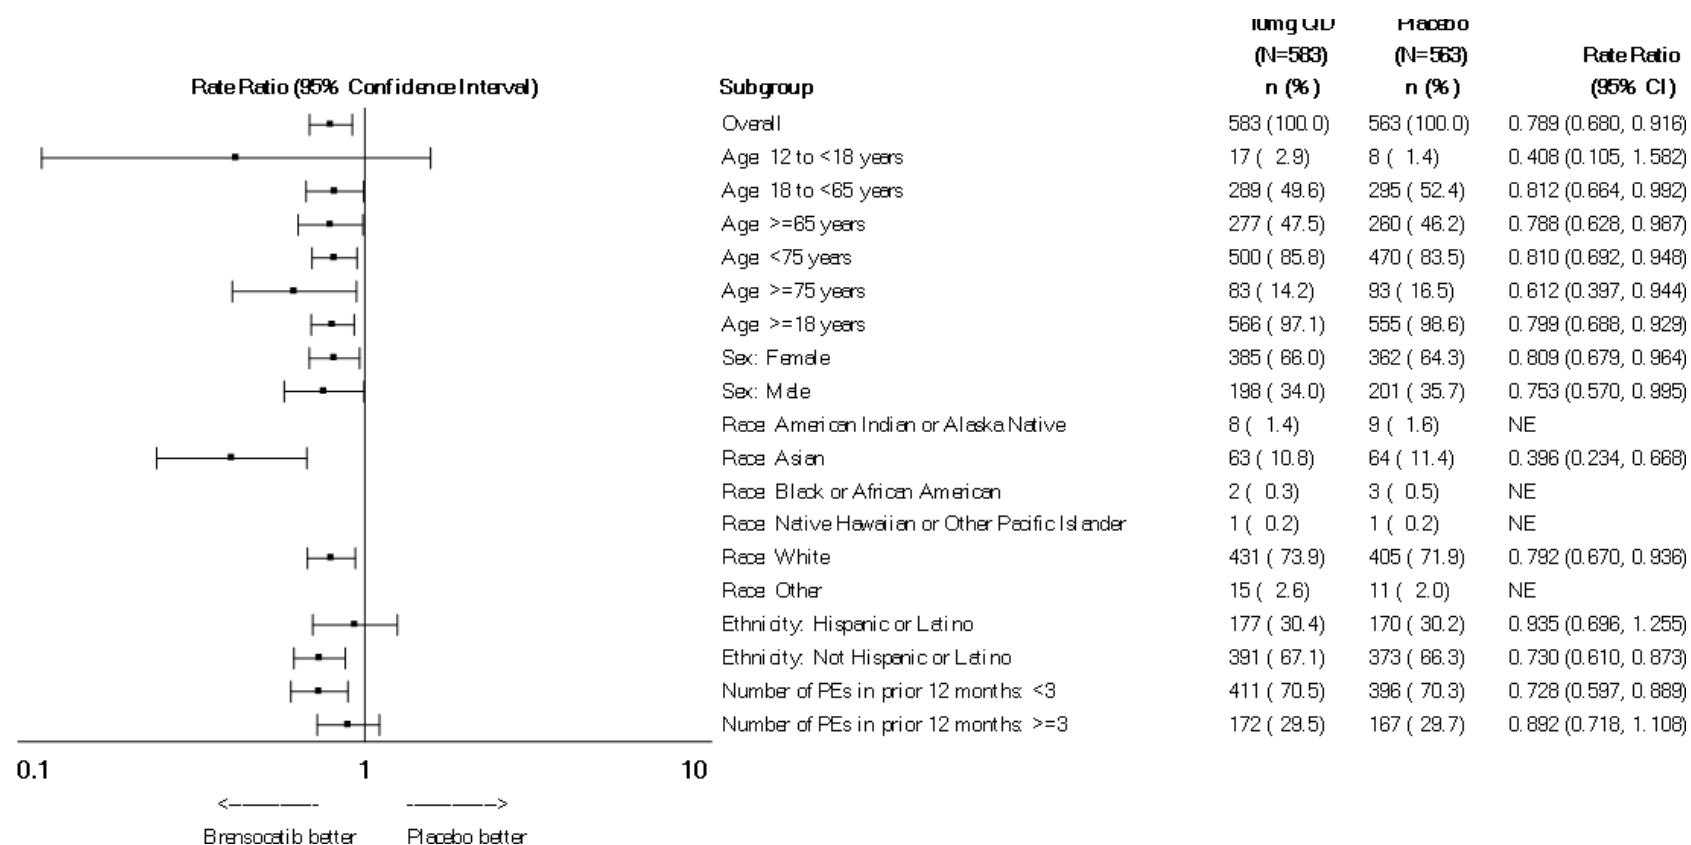 10mg QD Placebo
(N=583) (N=563) Rate Ratio
Rate Ratio (95% Confidence Interval) Subgroup n (%) n (%) (95% CI)
Overall 583 (100.0) 563 (100.0) 0.789 (0.680, 0.916)
Age: 12 to <18 years 17 ( 2.9) 8 ( 1.4) 0.408 (0.105, 1.582)
Age: 18 to <65 years 289 ( 49.6) 295 ( 52.4) 0.812 (0.664, 0.992)
Age: >=65 years 277 ( 47.5) 260 ( 46.2) 0.788 (0.628, 0.987)
Age: <75 years 500 ( 85.8) 470 ( 83.5) 0.810 (0.692, 0.948)
Age: >=75 years 83 ( 14.2) 93 ( 16.5) 0.612 (0.397, 0.944)
Age: >=18 years 566 ( 97.1) 555 ( 98.6) 0.799 (0.688, 0.929)
Sex: Female 385 ( 66.0) 362 ( 64.3) 0.809 (0.679, 0.964)
Sex: Male 198 ( 34.0) 201 ( 35.7) 0.753 (0.570, 0.995)
Race: American Indian or Alaska Native 8 ( 1.4) 9 ( 1.6) NE
Race: Asian 63 ( 10.8) 64 ( 11.4) 0.396 (0.234, 0.668)
Race: Black or African American 2 ( 0.3) 3 ( 0.5) NE
Race: Native Hawaiian or Other Pacific Islander 1 ( 0.2) 1 ( 0.2) NE
Race: White 431 ( 73.9) 405 ( 71.9) 0.792 (0.670, 0.936)
Race: Other 15 ( 2.6) 11 ( 2.0) NE
Ethnicity: Hispanic or Latino 177 ( 30.4) 170 ( 30.2) 0.935 (0.696, 1.255)
Ethnicity: Not Hispanic or Latino 391 ( 67.1) 373 ( 66.3) 0.730 (0.610, 0.873)
Number of PEs in prior 12 months: <3 411 ( 70.5) 396 ( 70.3) 0.728 (0.597, 0.889)
Number of PEs in prior 12 months: >=3 172 ( 29.5) 167 ( 29.7) 0.892 (0.718, 1.108)
0.1 1 10
<------------ ------------>
Brensocatib better Placebo better